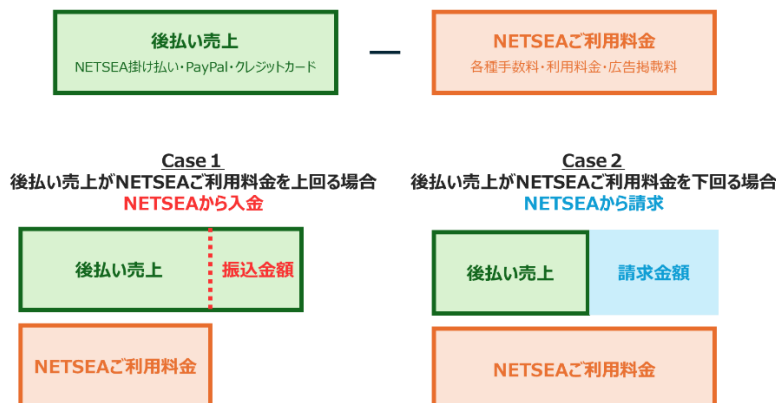 後払い売上
NETSEA掛け払い・PayPal・クレジットカード
ー
NETSEAご利用料金
各種手数料・利用料金・広告掲載料
Case 1
後払い売上がNETSEAご利用料金を上回る場合
NETSEAから入金
後払い売上
振込金額
NETSEAご利用料金
Case 2
後払い売上がNETSEAご利用料金を下回る場合
NETSEAから請求
後払い売上
請求金額
NETSEAご利用料金